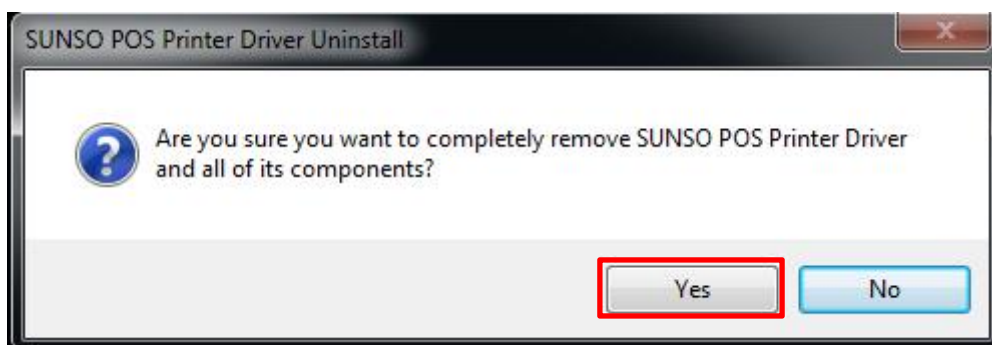 SUNSO POS Printer Driver Uninstall
Are you sure you want to completely remove SUNSO POS Printer Driver
and all of its components?
Yes
No